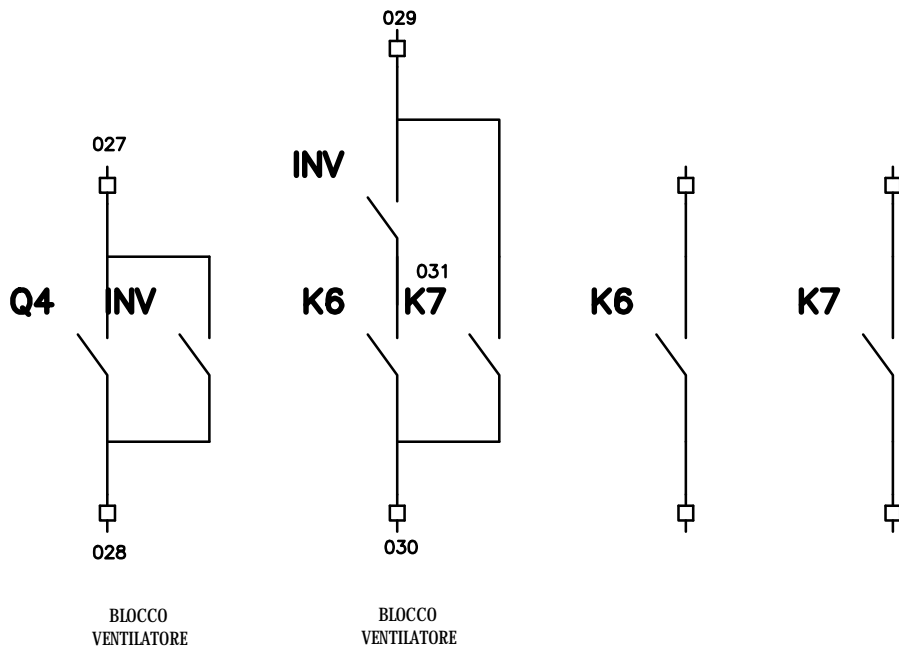 029
027
INV
031
Q4 INV K6 K7 K6 K7
028
030
BLOCCO
VENTILATORE
BLOCCO
VENTILATORE